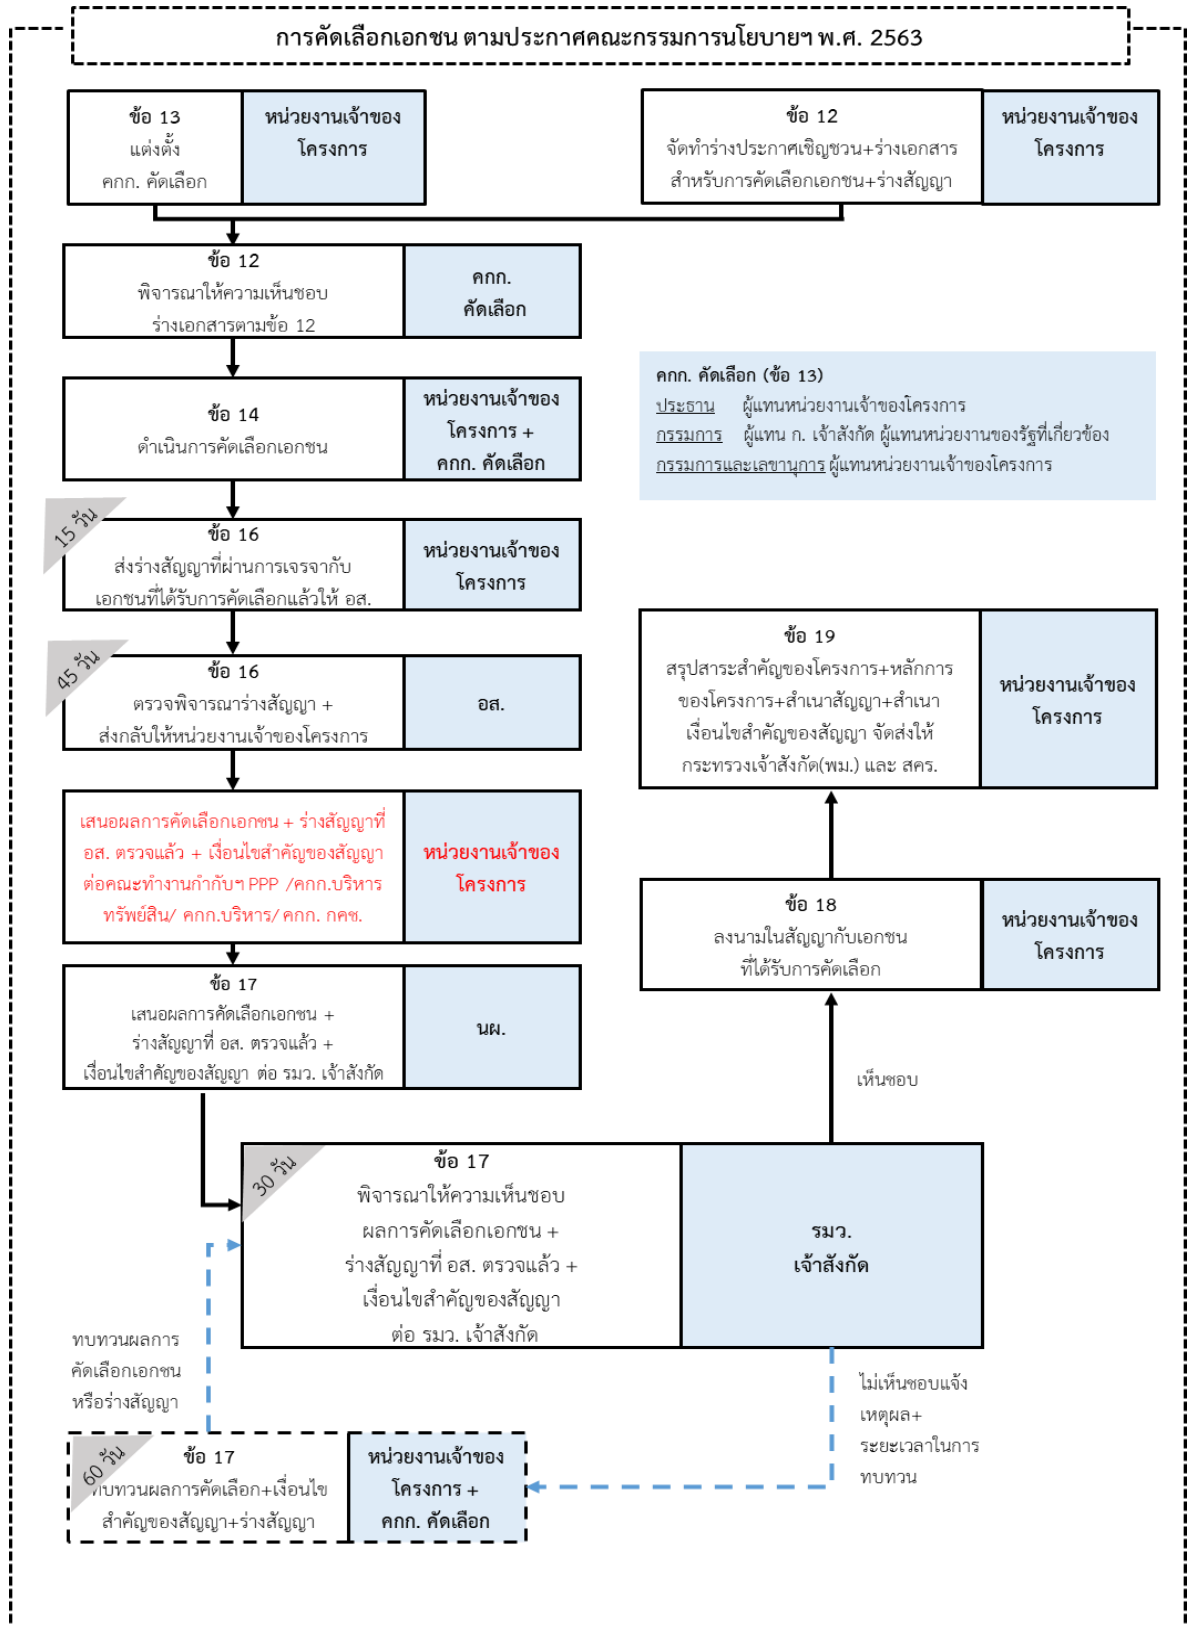 การคัดเลือกเอกชน ตามประกาศคณะกรรมการนโยบายฯ พ.ศ. 2563
ข้อ 13
แต่งตั้ง
คกก. คัดเลือก
หน่วยงานเจ้าของ
โครงการ
ข้อ 12
จัดทำร่างประกาศเชิญชวน+ร่างเอกสาร
สำหรับการคัดเลือกเอกชน+ร่างสัญญา
หน่วยงานเจ้าของ
โครงการ
ข้อ 12
พิจารณาให้ความเห็นชอบ
ร่างเอกสารตามข้อ 12
คกก.
คัดเลือก
คกก. คัดเลือก (ข้อ 13)
ประธาน ผู้แทนหน่วยงานเจ้าของโครงการ
กรรมการ ผู้แทน ก. เจ้าสังกัด ผู้แทนหน่วยงานของรัฐที่เกี่ยวข้อง
กรรมการและเลขานุการ ผู้แทนหน่วยงานเจ้าของโครงการ
ข้อ 14
ดำเนินการคัดเลือกเอกชน
หน่วยงานเจ้าของ
โครงการ +
คกก. คัดเลือก
15 วัน
ข้อ 16
ส่งร่างสัญญาที่ผ่านการเจรจากับ
เอกชนที่ได้รับการคัดเลือกแล้วให้ อส.
หน่วยงานเจ้าของ
โครงการ
45 วัน
ข้อ 16
ตรวจพิจารณาร่างสัญญา +
ส่งกลับให้หน่วยงานเจ้าของโครงการ
อส.
เสนอผลการคัดเลือกเอกชน + ร่างสัญญาที่
อส. ตรวจแล้ว + เงื่อนไขสำคัญของสัญญา
ต่อคณะทำงานกำกับฯ PPP /คกก.บริหาร
ทรัพย์สิน/ คกก.บริหาร/ คกก. กคช.
หน่วยงานเจ้าของ
โครงการ
ข้อ 17
เสนอผลการคัดเลือกเอกชน +
ร่างสัญญาที่ อส. ตรวจแล้ว +
เงื่อนไขสำคัญของสัญญา ต่อ รมว. เจ้าสังกัด
นผ.
ข้อ 19
สรุปสาระสำคัญของโครงการ+หลักการ
ของโครงการ+สำเนาสัญญา+สำเนา
เงื่อนไขสำคัญของสัญญา จัดส่งให้
กระทรวงเจ้าสังกัด(พม.) และ สคร.
หน่วยงานเจ้าของ
โครงการ
ข้อ 18
ลงนามในสัญญากับเอกชน
ที่ได้รับการคัดเลือก
หน่วยงานเจ้าของ
โครงการ
เห็นชอบ
30 วัน
ข้อ 17
พิจารณาให้ความเห็นชอบ
ผลการคัดเลือกเอกชน +
ร่างสัญญาที่ อส. ตรวจแล้ว +
เงื่อนไขสำคัญของสัญญา
ต่อ รมว. เจ้าสังกัด
รมว.
เจ้าสังกัด
ทบทวนผลการ
คัดเลือกเอกชน
หรือร่างสัญญา
ไม่เห็นชอบแจ้ง
เหตุผล+
ระยะเวลาในการ
ทบทวน
60 วัน
ข้อ 17
ทบทวนผลการคัดเลือก+เงื่อนไข
สำคัญของสัญญา+ร่างสัญญา
หน่วยงานเจ้าของ
โครงการ +
คกก. คัดเลือก